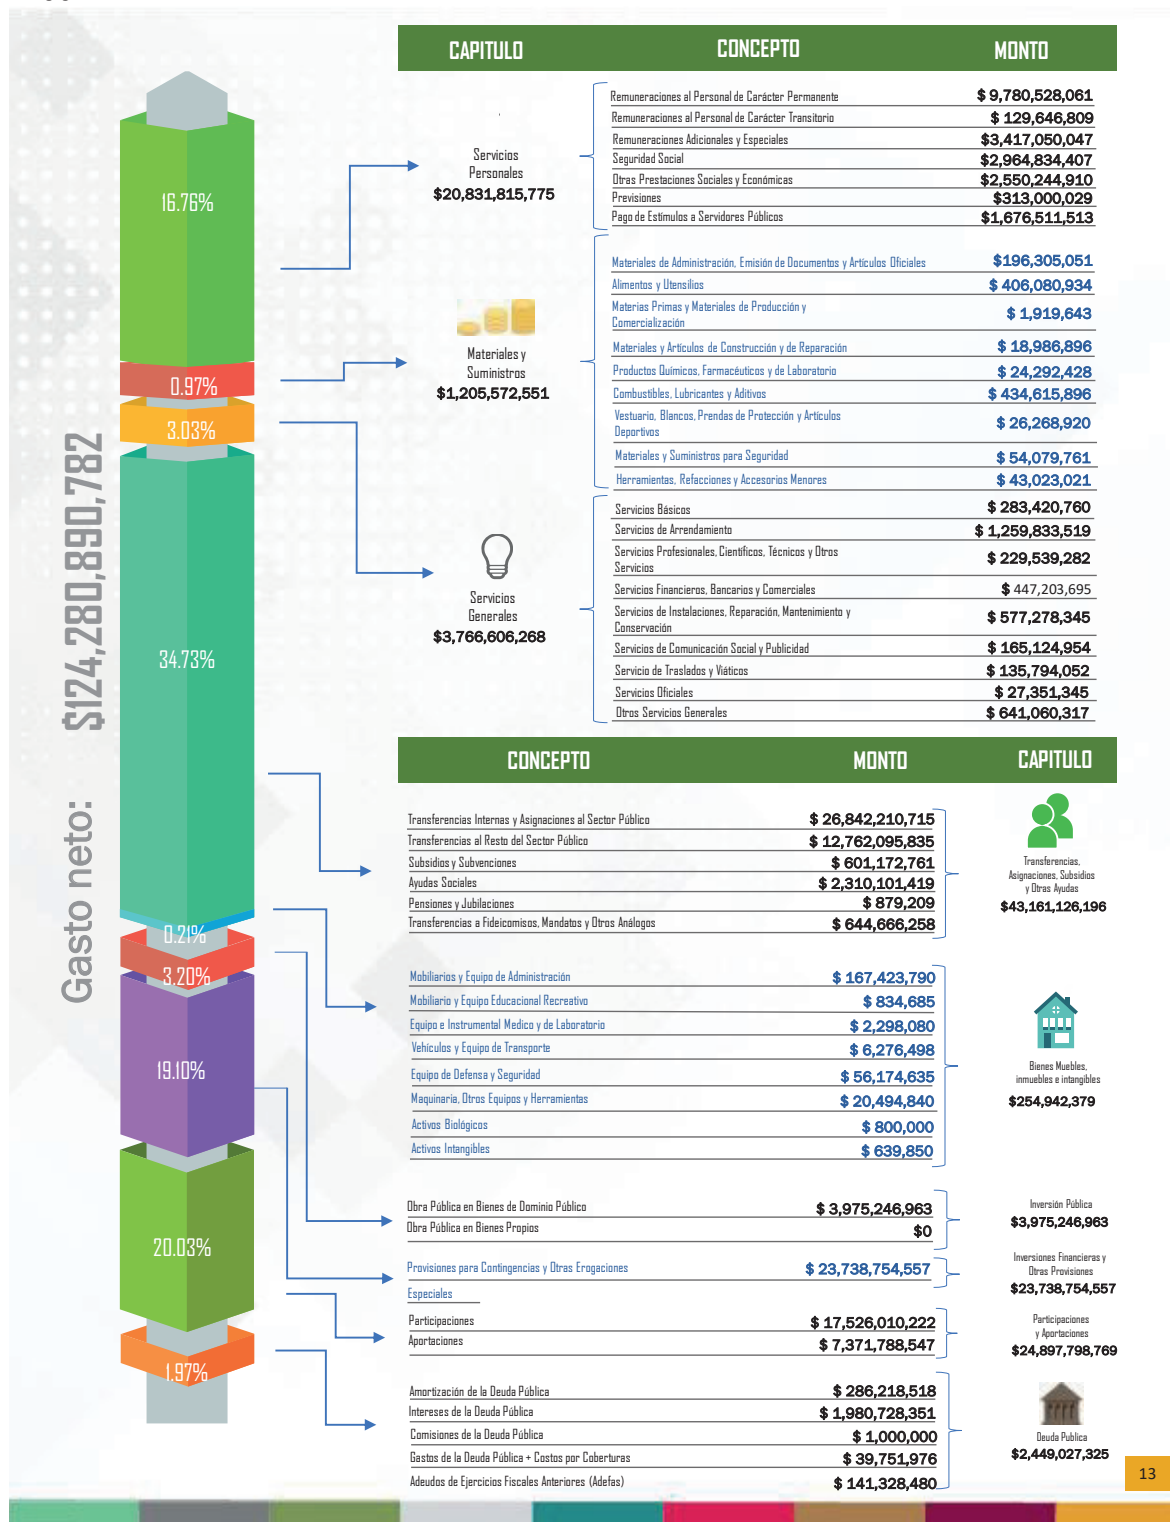 CAPITULO CONCEPTO MONTO
Servicios
Personales
$20,831,815,775
Remuneraciones al Personal de Carácter Permanente $ 9,780,528,061
Remuneraciones al Personal de Carácter Transitorio $ 129,646,809
Remuneraciones Adicionales y Especiales $3,417,050,047
Seguridad Social $2,964,834,407
Otras Prestaciones Sociales y Económicas $2,550,244,910
Previsiones $313,000,029
Pago de Estímulos a Servidores Públicos $1,676,511,513
Materiales y
Suministros
$1,205,572,551
Materiales de Administración, Emisión de Documentos y Artículos Oficiales $196,305,051
Alimentos y Utensilios $ 406,080,934
Materias Primas y Materiales de Producción y
Comercialización $ 1,919,643
Materiales y Artículos de Construcción y de Reparación $ 18,986,896
Productos Químicos, Farmacéuticos y de Laboratorio $ 24,292,428
Combustibles, Lubricantes y Aditivos $ 434,615,896
Vestuario, Blancos, Prendas de Protección y Artículos
Deportivos $ 26,268,920
Materiales y Suministros para Seguridad $ 54,079,761
Herramientas, Refacciones y Accesorios Menores $ 43,023,021
Servicios
Generales
$3,766,606,268
Servicios Básicos $ 283,420,760
Servicios de Arrendamiento $ 1,259,833,519
Servicios Profesionales, Científicos, Técnicos y Otros
Servicios $ 229,539,282
Servicios Financieros, Bancarios y Comerciales $ 447,203,695
Servicios de Instalaciones, Reparación, Mantenimiento y
Conservación $ 577,278,345
Servicios de Comunicación Social y Publicidad $ 165,124,954
Servicio de Traslados y Viáticos $ 135,794,052
Servicios Oficiales $ 27,351,345
Otros Servicios Generales $ 641,060,317
Gasto neto: $124,280,890,782
16.76%
0.97%
3.03%
34.73%
0.21%
3.20%
19.10%
20.03%
1.97%
CONCEPTO MONTO CAPITULO
Transferencias Internas y Asignaciones al Sector Público $ 26,842,210,715
Transferencias al Resto del Sector Público $ 12,762,095,835
Subsidios y Subvenciones $ 601,172,761
Ayudas Sociales $ 2,310,101,419
Pensiones y Jubilaciones $ 879,209
Transferencias a Fideicomisos, Mandatos y Otros Análogos $ 644,666,258
Transferencias,
Asignaciones, Subsidios
y Otras Ayudas
$43,161,126,196
Mobiliarios y Equipo de Administración $ 167,423,790
Mobiliario y Equipo Educacional Recreativo $ 834,685
Equipo e Instrumental Medico y de Laboratorio $ 2,298,080
Vehículos y Equipo de Transporte $ 6,276,498
Equipo de Defensa y Seguridad $ 56,174,635
Maquinaria, Otros Equipos y Herramientas $ 20,494,840
Activos Biológicos $ 800,000
Activos Intangibles $ 639,850
Bienes Muebles,
inmuebles e intangibles
$254,942,379
Obra Pública en Bienes de Dominio Público $ 3,975,246,963
Obra Pública en Bienes Propios $0
Inversión Pública
$3,975,246,963
Provisiones para Contingencias y Otras Erogaciones $ 23,738,754,557
Especiales
Inversiones Financieras y
Otras Provisiones
$23,738,754,557
Participaciones $ 17,526,010,222
Aportaciones $ 7,371,788,547
Participaciones
y Aportaciones
$24,897,798,769
Amortización de la Deuda Pública $ 286,218,518
Intereses de la Deuda Pública $ 1,980,728,351
Comisiones de la Deuda Pública $ 1,000,000
Gastos de la Deuda Pública + Costos por Coberturas $ 39,751,976
Adeudos de Ejercicios Fiscales Anteriores (Adefas) $ 141,328,480
Deuda Publica
$2,449,027,325
13